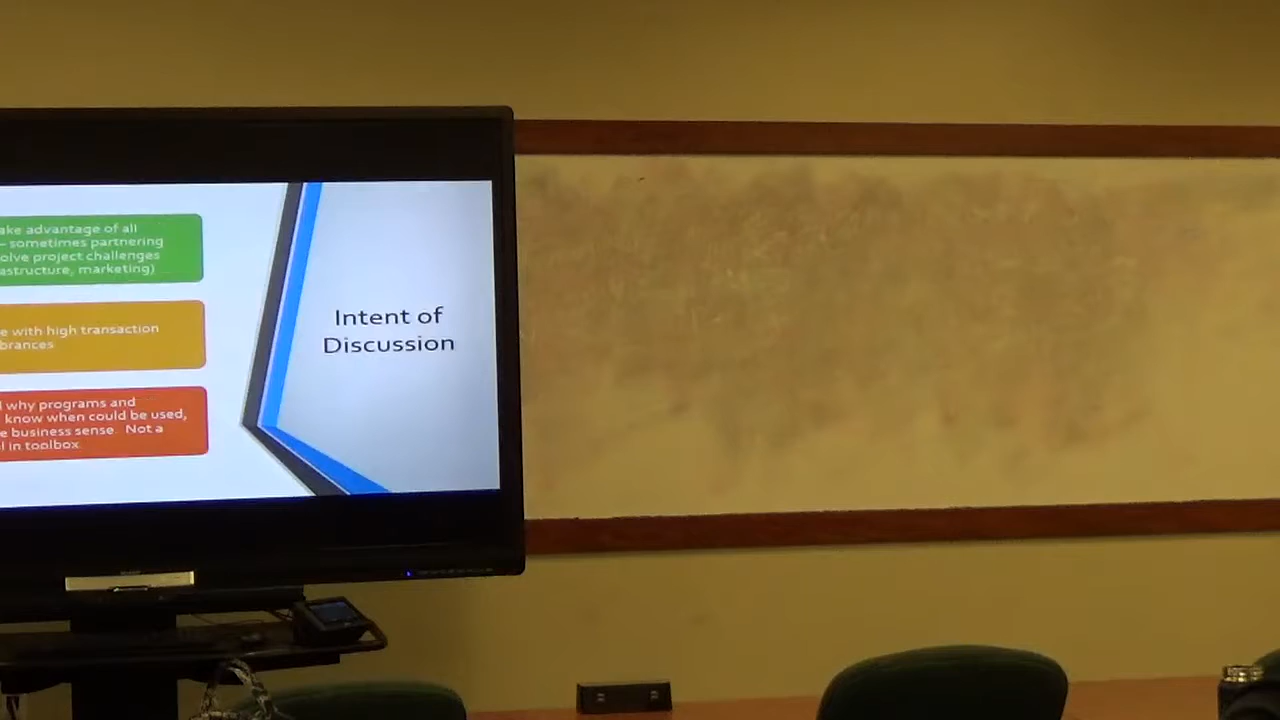 ake advantage of all
– sometimes partnering
olve project challenges
astructure, marketing)
e with high transaction
brances
why programs and
know when could be used,
e business sense. Not a
l in toolbox.
Intent of
Discussion